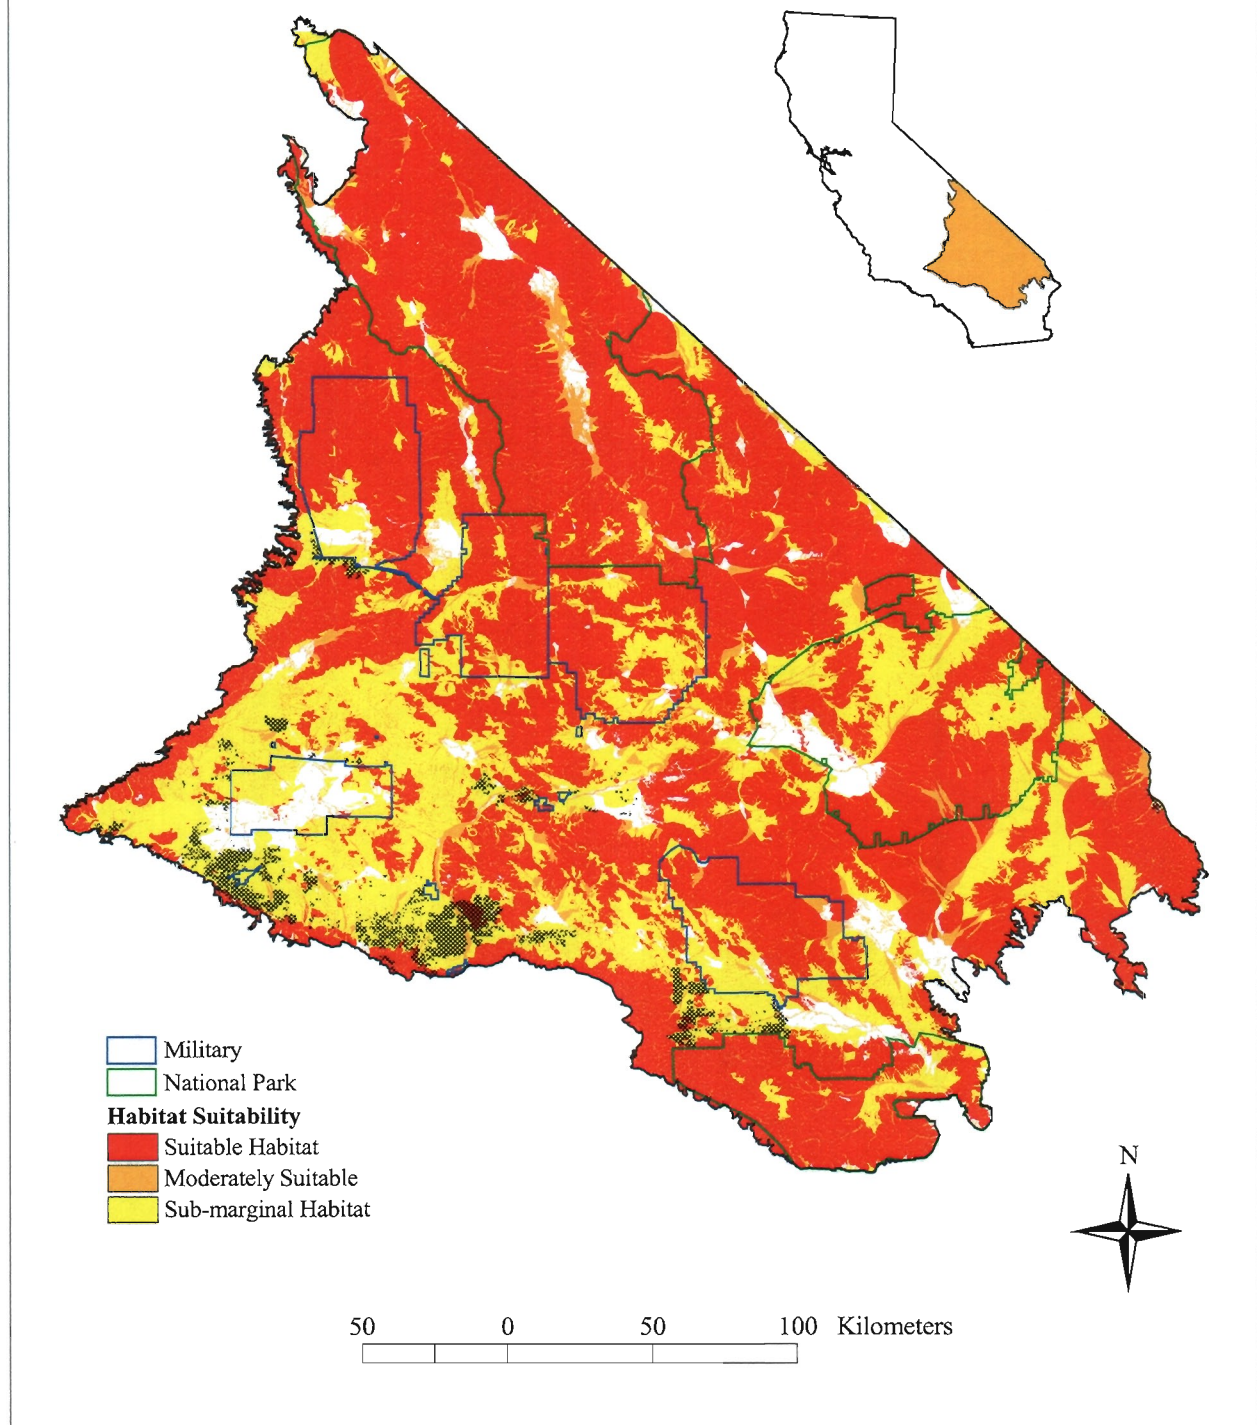 Military
National Park
Habitat Suitability
Suitable Habitat
Moderately Suitable
Sub-marginal Habitat
N
50 0 50 100 Kilometers